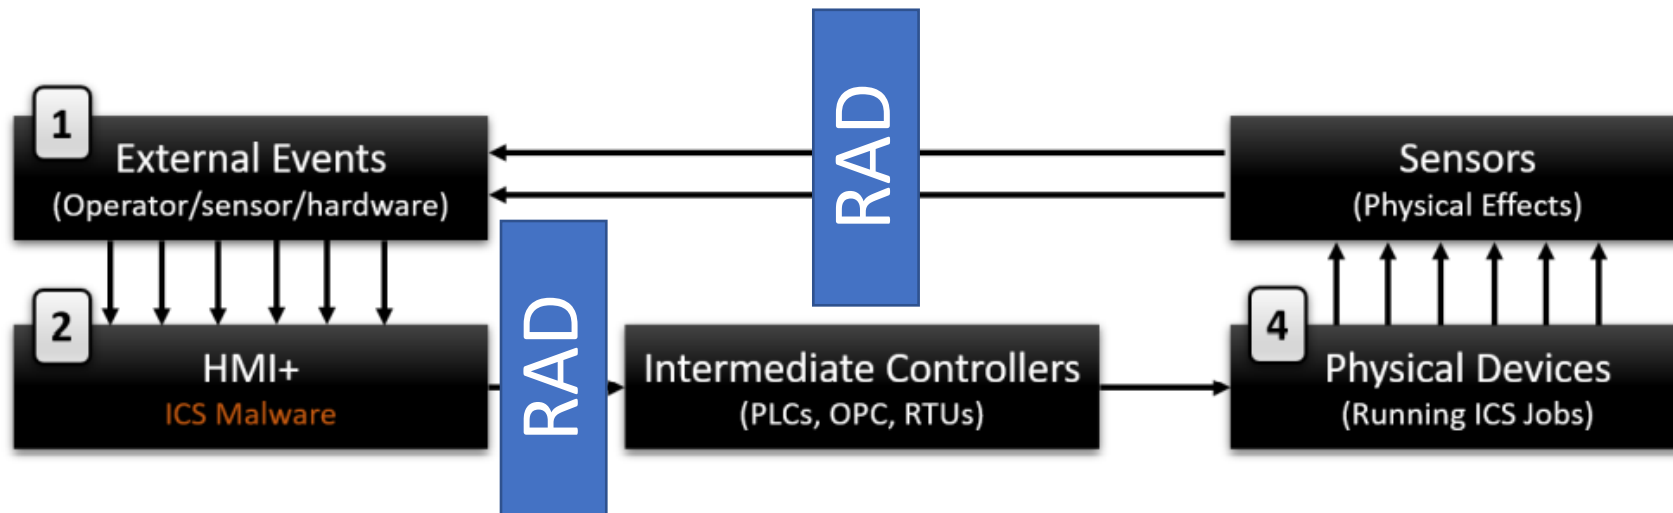 1
External Events
(Operator/sensor/hardware)
RAD
Sensors
(Physical Effects)
2
HMI+
ICS Malware
RAD
Intermediate Controllers
(PLCs, OPC, RTUs)
4
Physical Devices
(Running ICS Jobs)